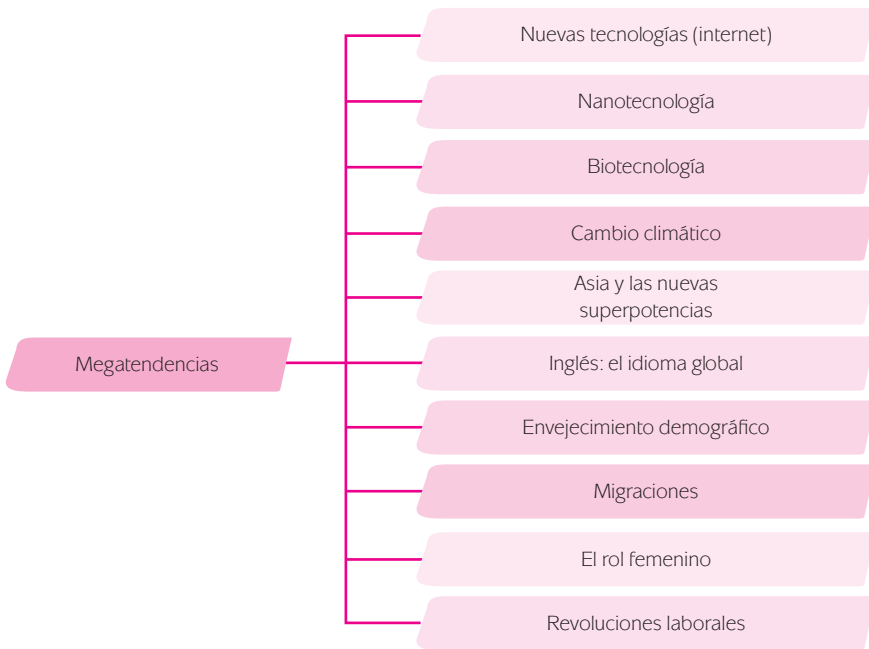 Nuevas tecnologías (internet)
Nanotecnología
Biotecnología
Cambio climático
Asia y las nuevas
superpotencias
Megatendencias
Inglés: el idioma global
Envejecimiento demográfico
Migraciones
El rol femenino
Revoluciones laborales